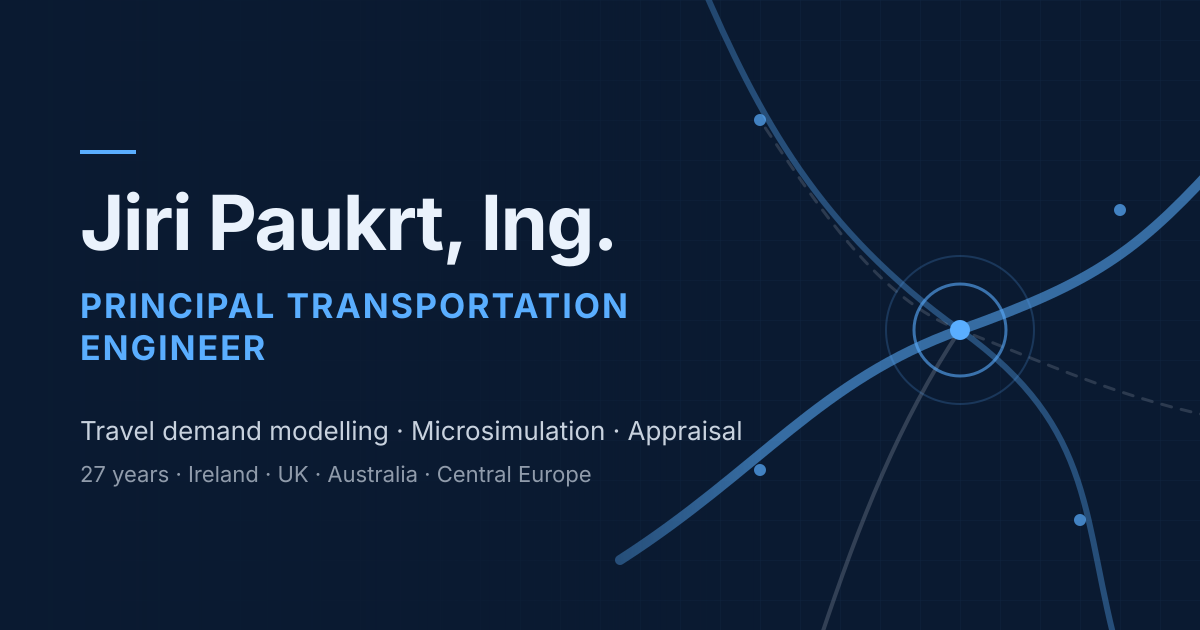 Jiri Paukrt, Ing.
PRINCIPAL TRANSPORTATION
ENGINEER
Travel demand modelling · Microsimulation · Appraisal
27 years · Ireland · UK · Australia · Central Europe